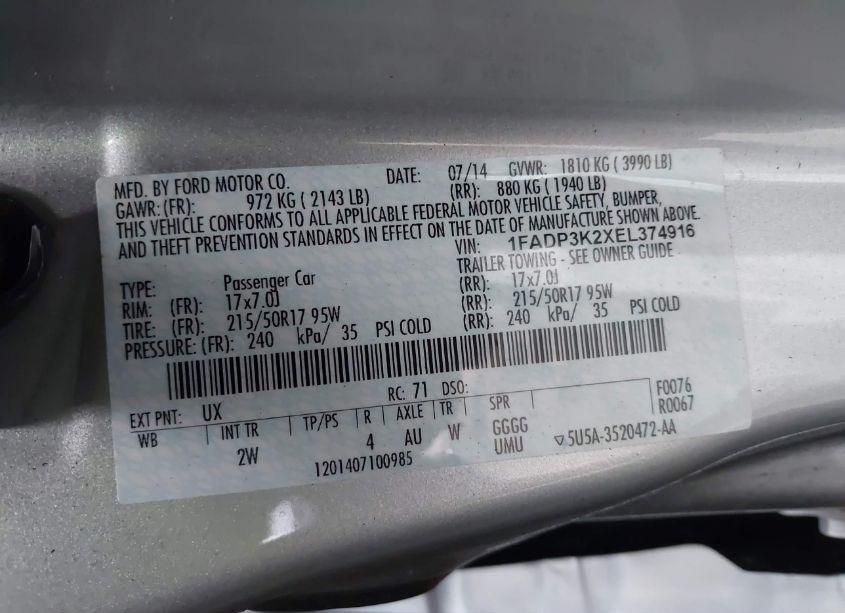 MFD. BY FORD MOTOR CO. DATE: 07/14 GVWR: 1810 KG ( 3990 LB)
GAWR: (FR): 972 KG ( 2143 LB) (RR): 880 KG ( 1940 LB)
THIS VEHICLE CONFORMS TO ALL APPLICABLE FEDERAL MOTOR VEHICLE SAFETY, BUMPER,
AND THEFT PREVENTION STANDARDS IN EFFECT ON THE DATE OF MANUFACTURE SHOWN ABOVE.
VIN: 1FADP3K2XEL374916
TYPE: Passenger Car TRAILER TOWING - SEE OWNER GUIDE
RIM: (FR): 17x7.0J (RR): 17x7.0J
TIRE: (FR): 215/50R17 95W (RR): 215/50R17 95W
PRESSURE: (FR): 240 kPa/ 35 PSI COLD (RR): 240 kPa/ 35 PSI COLD
EXT PNT: UX RC: 71 DSO: F0076
WB INT TR TP/PS R AXLE TR SPR R0067
2W 4 AU W GGGG
UMU ▽5U5A-3520472-AA
1201407100985